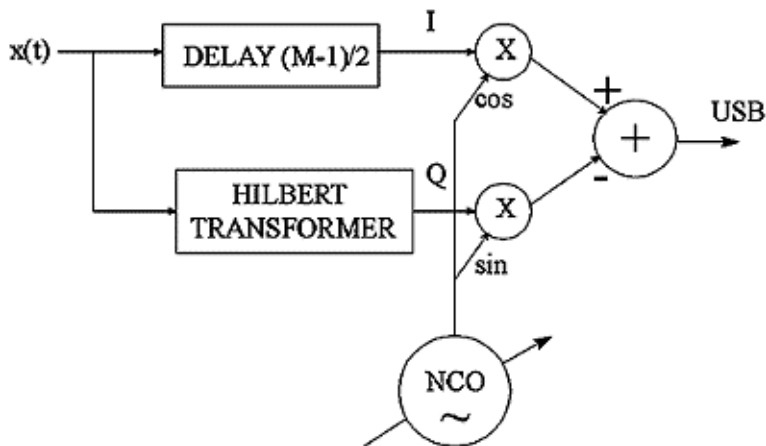 x(t)
DELAY (M-1)/2
I
X
cos
+
+
USB
-
Q
HILBERT
TRANSFORMER
X
sin
NCO
~